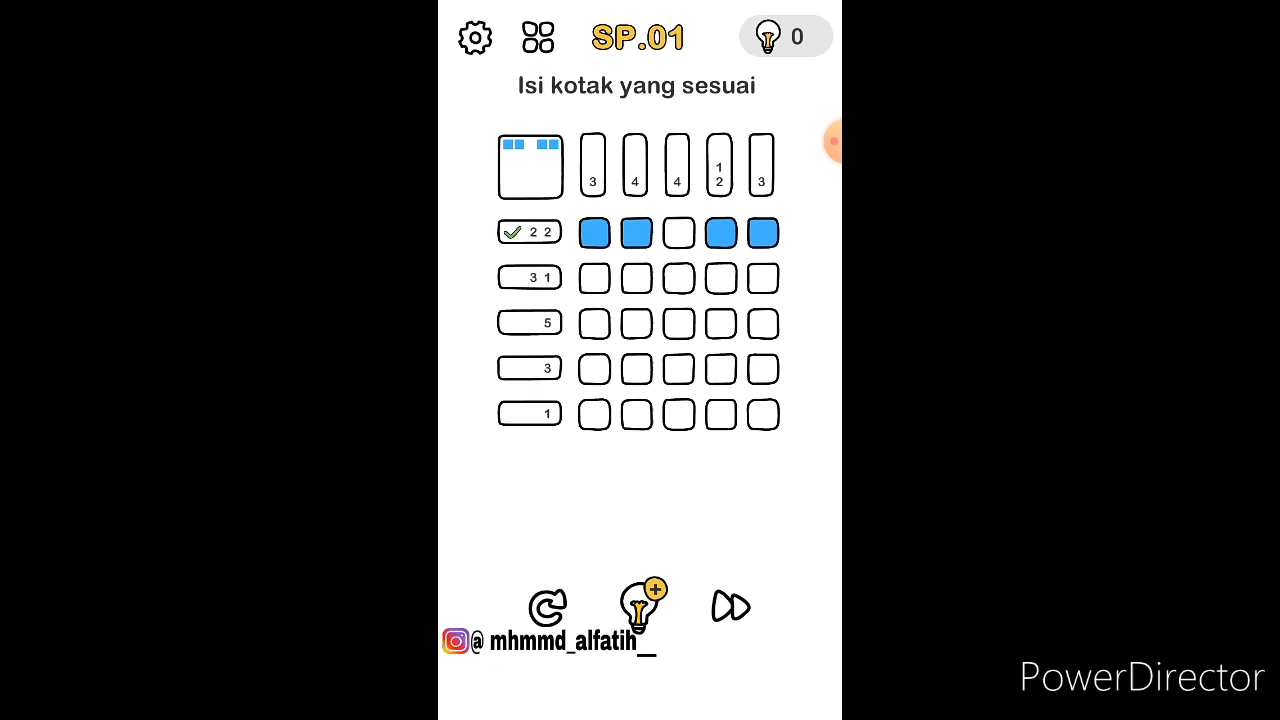 SP.01
0
Isi kotak yang sesuai
3 4 4 1 3
2
2 2
3 1
5
3
1
@ mhmmd_alfatih__
PowerDirector